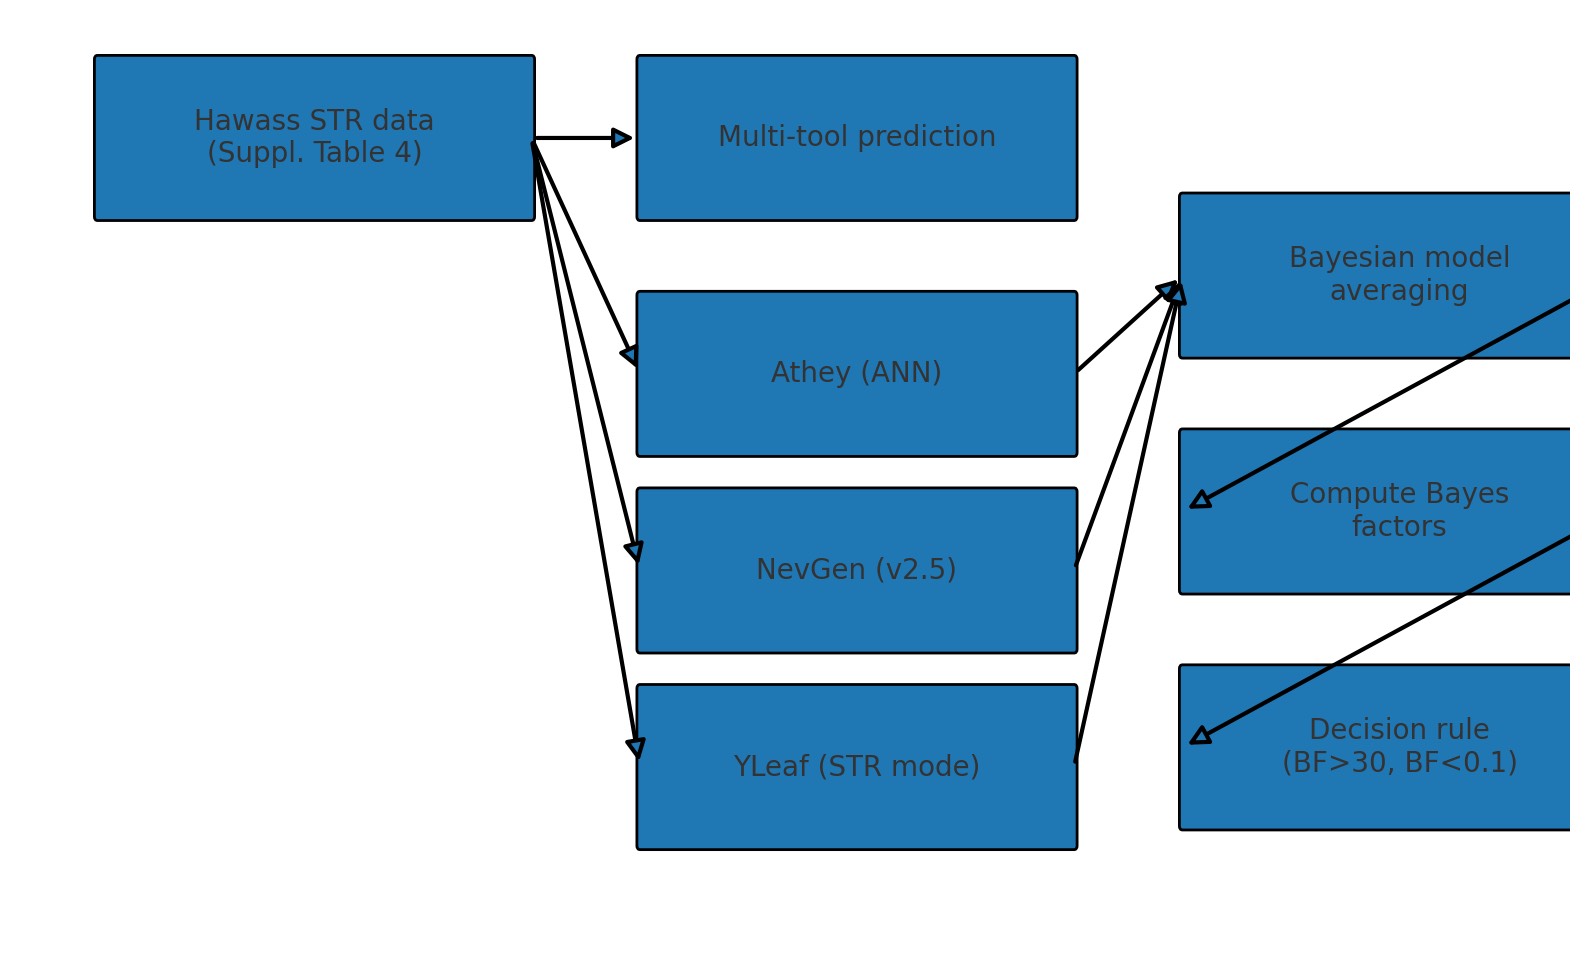 Hawass STR data
(Suppl. Table 4)
Multi-tool prediction
Athey (ANN)
NevGen (v2.5)
YLeaf (STR mode)
Bayesian model
averaging
Compute Bayes
factors
Decision rule
(BF>30, BF<0.1)